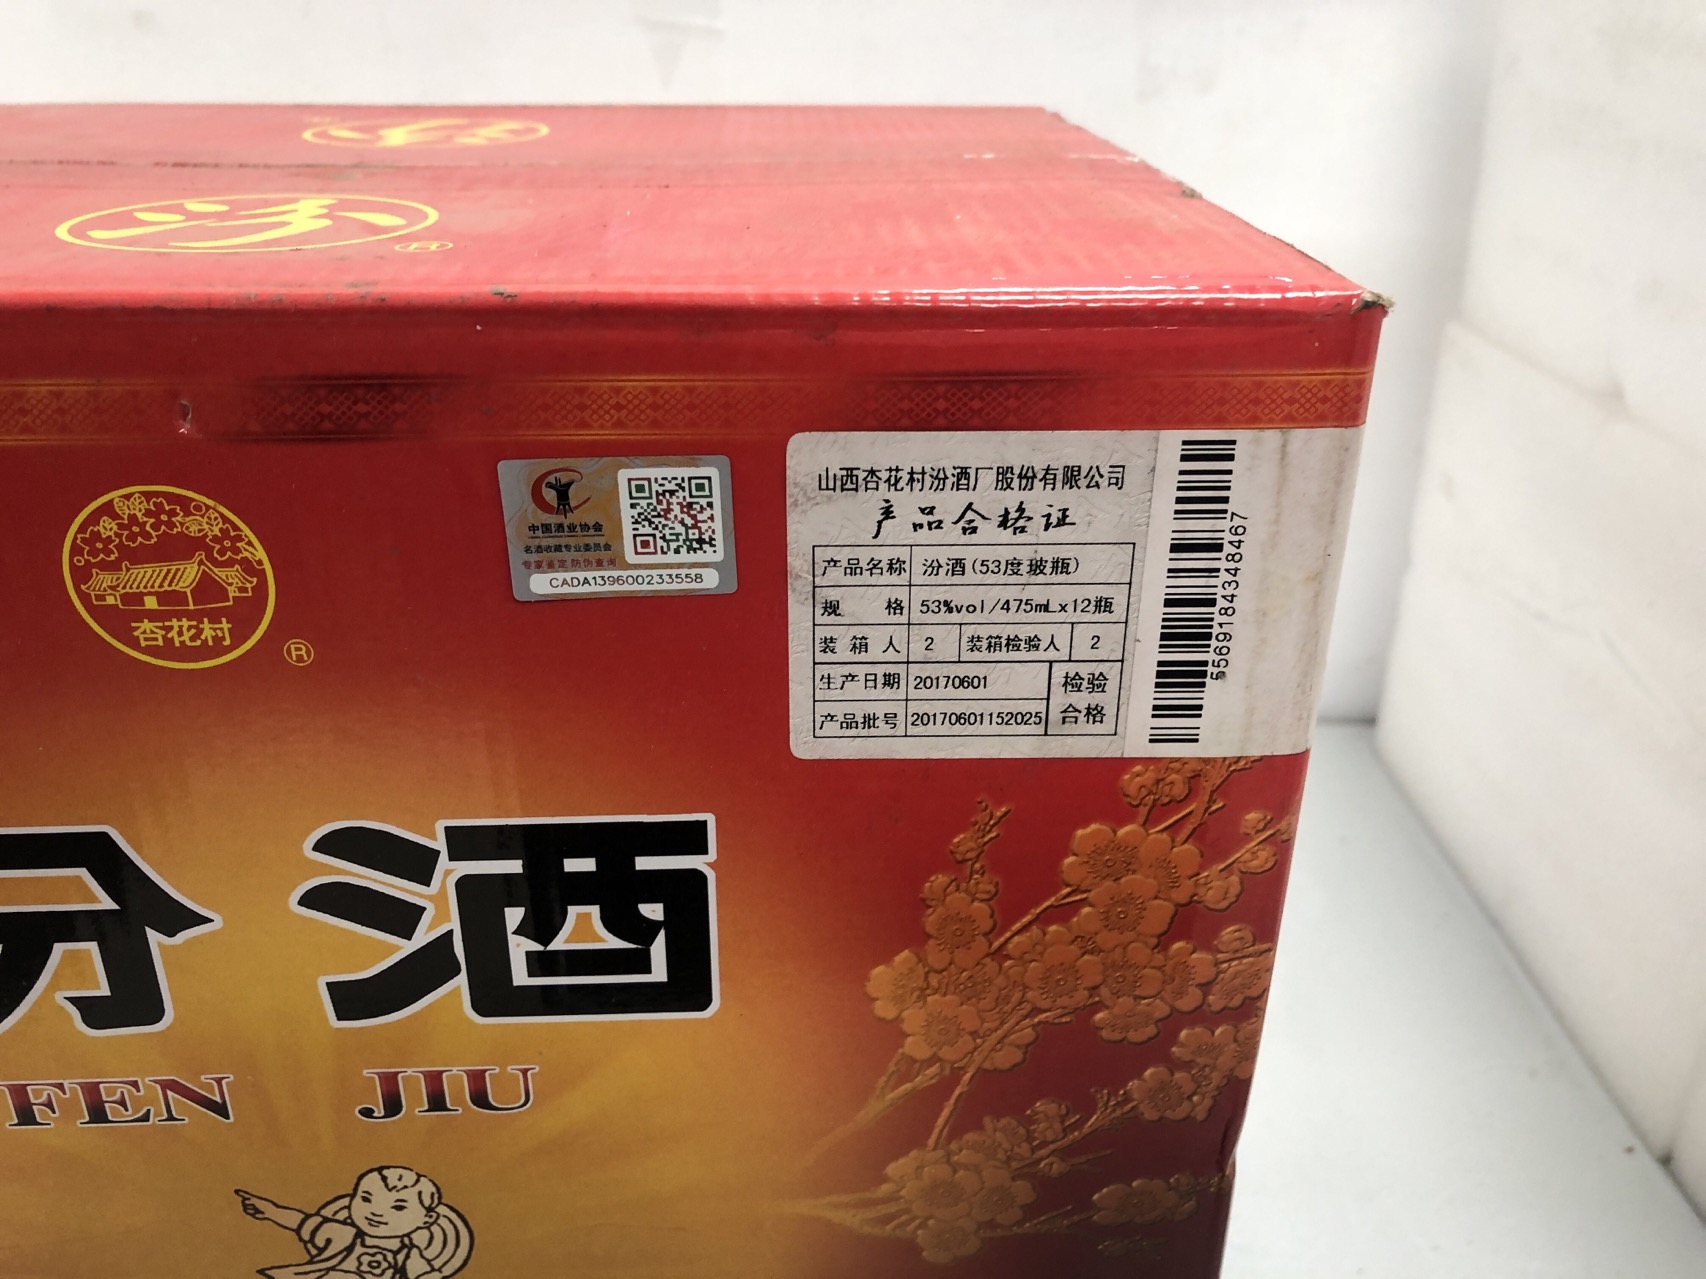 汾
汾
®
杏花村
®
中国酒业协会
名酒收藏专业委员会
专家鉴定 防伪查询
CADA139600233558
山西杏花村汾酒厂股份有限公司
产品合格证
产品名称 汾酒(53度玻瓶)
规 格 53%vol/475mLx12瓶
装 箱 人 2 装箱检验人 2
生产日期 20170601 检验
产品批号 20170601152025 合格
5569184348467
汾酒
FEN JIU